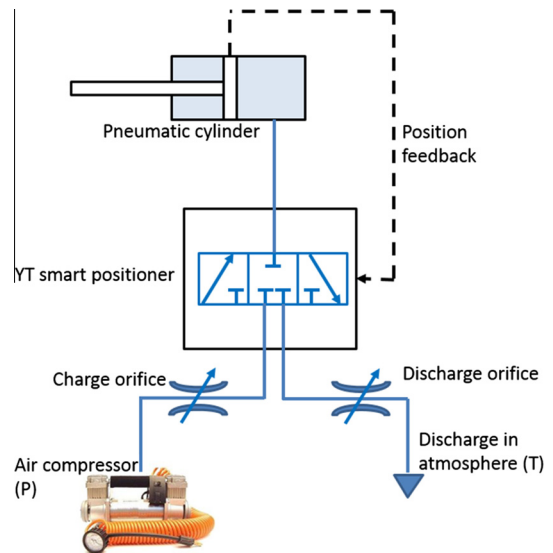 Pneumatic cylinder
Position
feedback
YT smart positioner
Charge orifice
Discharge orifice
Air compressor
(P)
Discharge in
atmosphere (T)